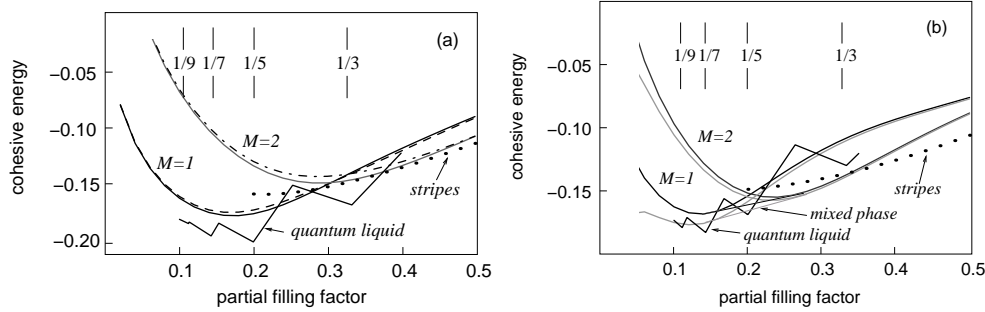 (a)
1/9 1/7 1/5 1/3
−0.05
−0.10
−0.15
−0.20
cohesive energy
M=2
M=1
stripes
quantum liquid
0.1 0.2 0.3 0.4 0.5
partial filling factor
(b)
1/9 1/7 1/5 1/3
−0.05
−0.10
−0.15
cohesive energy
M=2
M=1
stripes
mixed phase
quantum liquid
0.1 0.2 0.3 0.4 0.5
partial filling factor